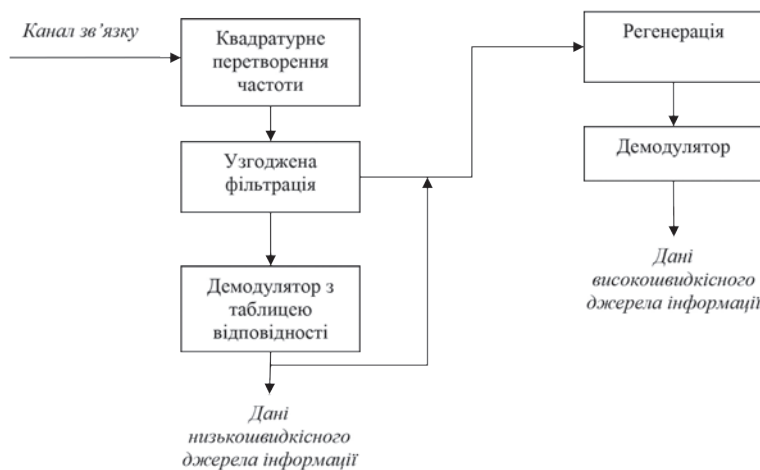 Канал зв’язку
Квадратурне
перетворення
частоти
Узгоджена
фільтрація
Демодулятор з
таблицею
відповідності
Дані
низькошвидкісного
джерела інформації
Регенерація
Демодулятор
Дані
високошвидкісного
джерела інформації